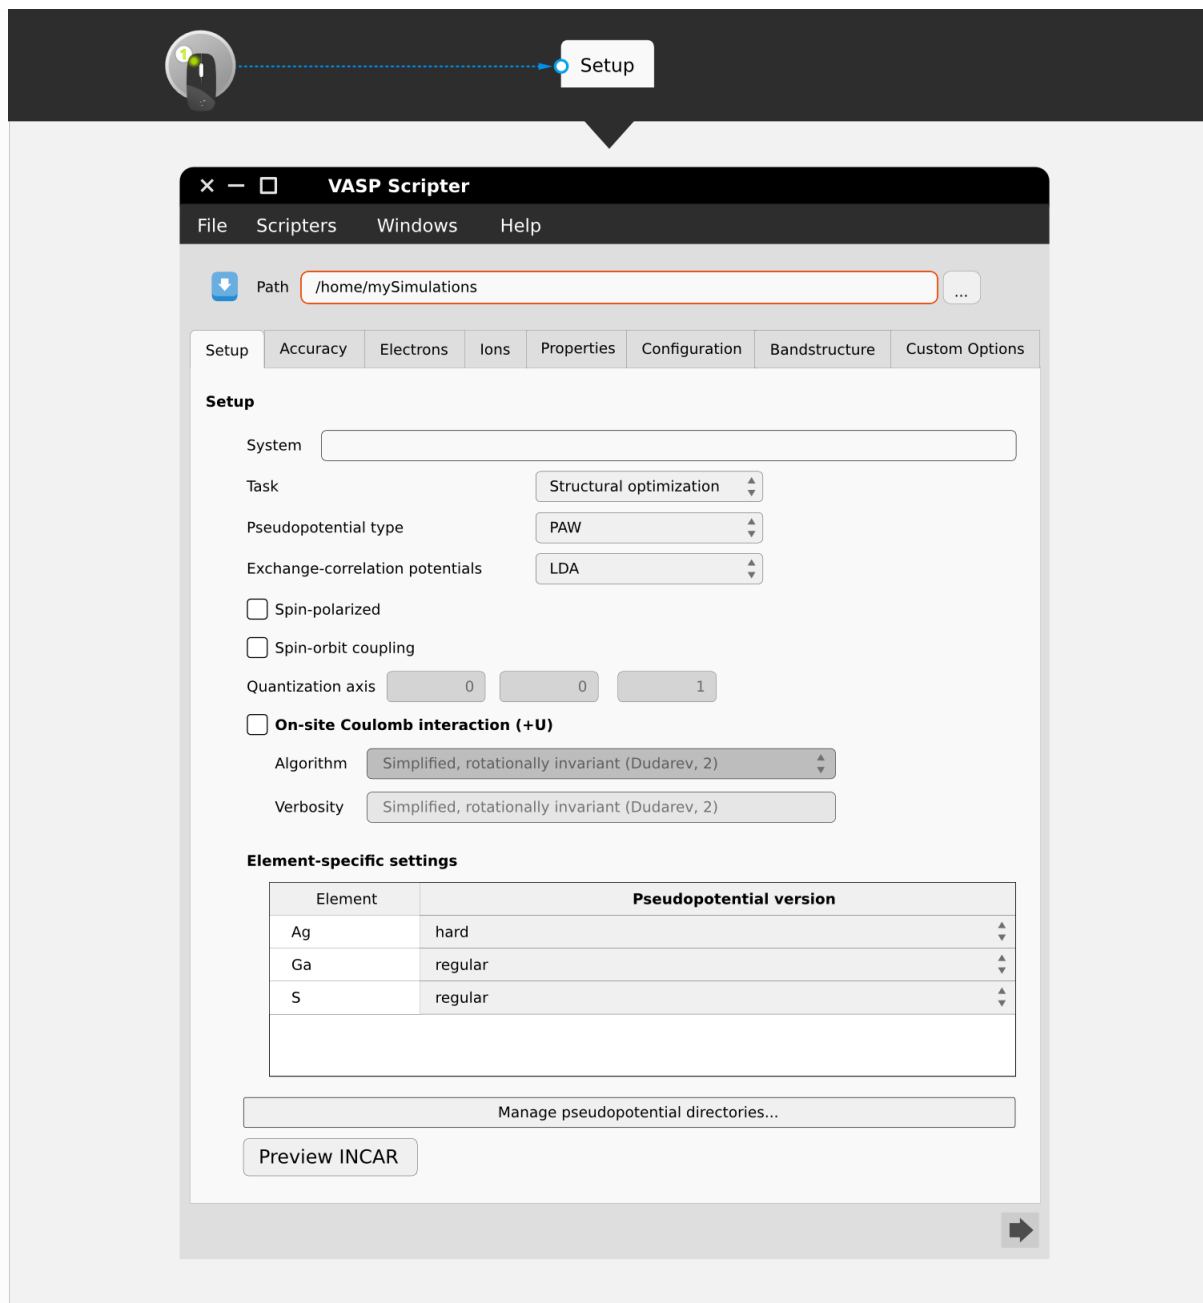 1
Setup
VASP Scripter
File Scripters Windows Help
Path /home/mySimulations ...
Setup Accuracy Electrons Ions Properties Configuration Bandstructure Custom Options
Setup
System
Task Structural optimization
Pseudopotential type PAW
Exchange-correlation potentials LDA
Spin-polarized
Spin-orbit coupling
Quantization axis 0 0 1
On-site Coulomb interaction (+U)
Algorithm Simplified, rotationally invariant (Dudarev, 2)
Verbosity Simplified, rotationally invariant (Dudarev, 2)
Element-specific settings
Element Pseudopotential version
Ag hard
Ga regular
S regular
Manage pseudopotential directories...
Preview INCAR